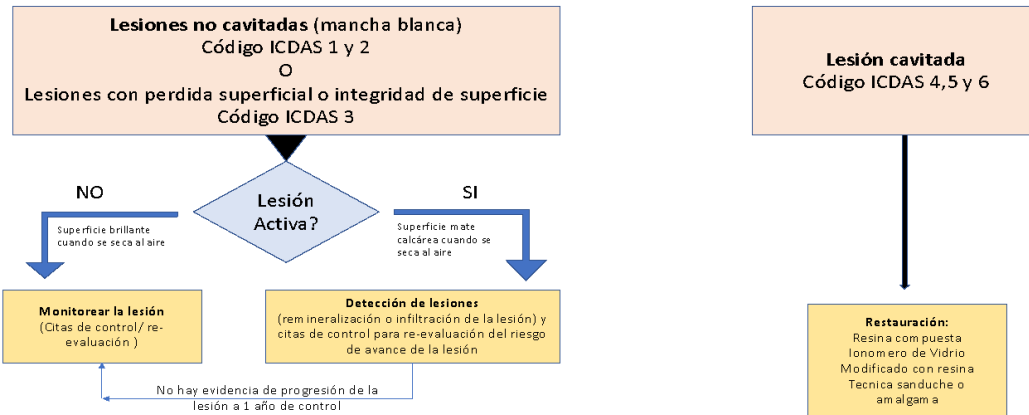 Lesiones no cavitadas (mancha blanca)
Código ICDAS 1 y 2
O
Lesiones con perdida superficial o integridad de superficie
Código ICDAS 3
Lesión cavitada
Código ICDAS 4,5 y 6
NO
Lesión
Activa?
SI
Superficie brillante
cuando se seca al aire
Superficie mate
calcárea cuando se
seca al aire
Monitorear la lesión
(Citas de control/ re-
evaluación )
Detección de lesiones
(remineralización o infiltración de la lesión) y
citas de control para re-evaluación del riesgo
de avance de la lesión
Restauración:
Resina compuesta
Ionomero de Vidrio
Modificado con resina
Tecnica sanduche o
amalgama
No hay evidencia de progresión de la
lesión a 1 año de control